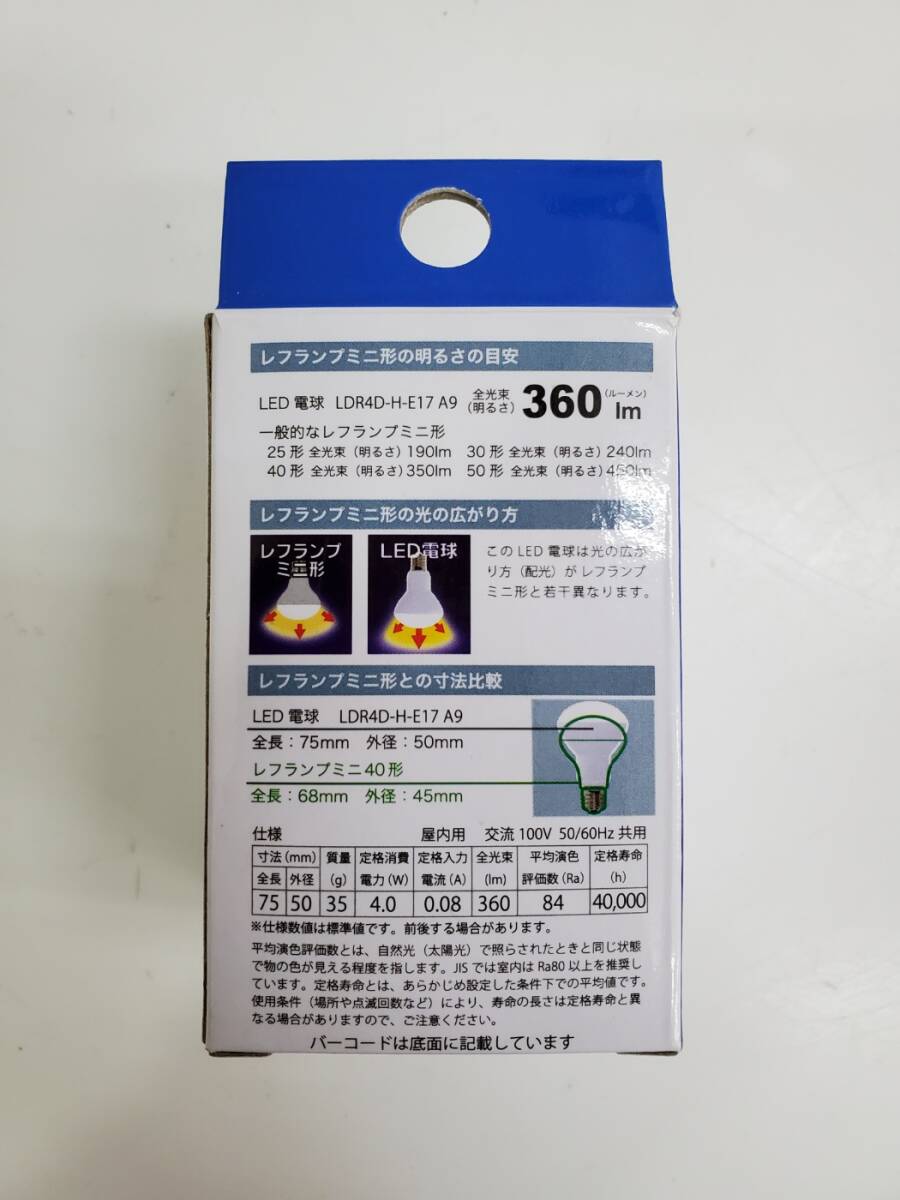 レフランプミニ形の明るさの目安
LED 電球 LDR4D-H-E17 A9 全光束(明るさ) 360 (ルーメン) lm
一般的なレフランプミニ形
25 形 全光束（明るさ）190lm 30 形 全光束（明るさ）240lm
40 形 全光束（明るさ）350lm 50 形 全光束（明るさ）
レフランプミニ形の光の広がり方
レフランプ
ミニ形
LED電球
この LED 電球は光の広が
り方（配光）が レフランプ
ミニ形と若干異なります。
レフランプミニ形との寸法比較
LED 電球 LDR4D-H-E17 A9
全長：75mm 外径：50mm
レフランプミニ40形
全長：68mm 外径：45mm
仕様 屋内用 交流 100V 50/60Hz 共用
寸法(mm) 質量 定格消費 定格入力 全光束 平均演色 定格寿命
全長 外径 (g) 電力(W) 電流(A) (lm) 評価数(Ra) (h)
75 50 35 4.0 0.08 360 84 40,000
※仕様数値は標準値です。前後する場合があります。
平均演色評価数とは、自然光（太陽光）で照らされたときと同じ状態
で物の色が見える程度を指します。JIS では室内は Ra80 以上を推奨し
ています。定格寿命とは、あらかじめ設定した条件下での平均値です。
使用条件（場所や点滅回数など）により、寿命の長さは定格寿命と異
なる場合がありますので、ご注意ください。
バーコードは底面に記載しています